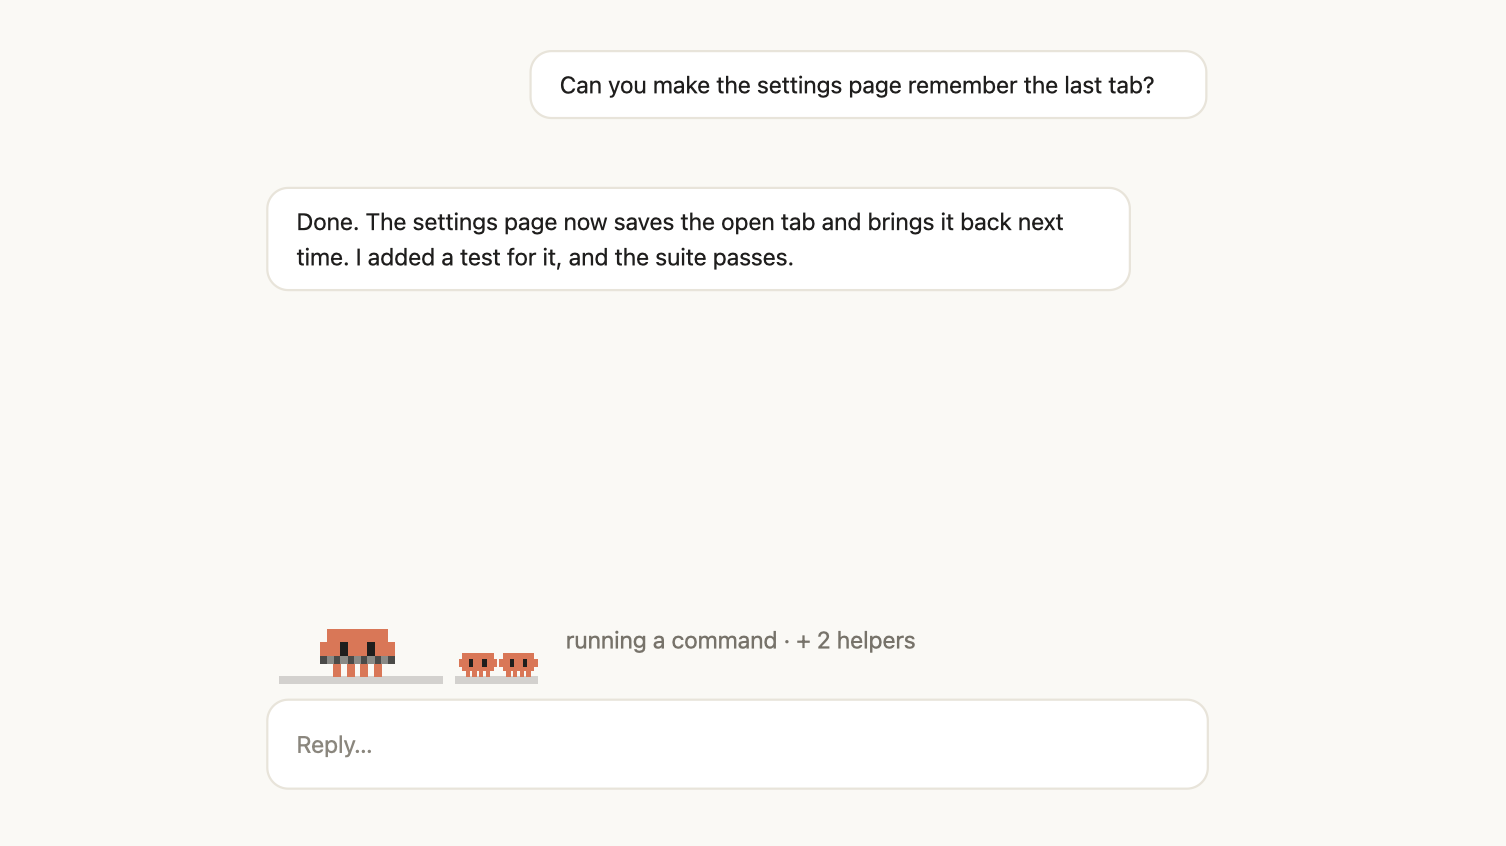 Can you make the settings page remember the last tab?
Done. The settings page now saves the open tab and brings it back next
time. I added a test for it, and the suite passes.
running a command · + 2 helpers
Reply...